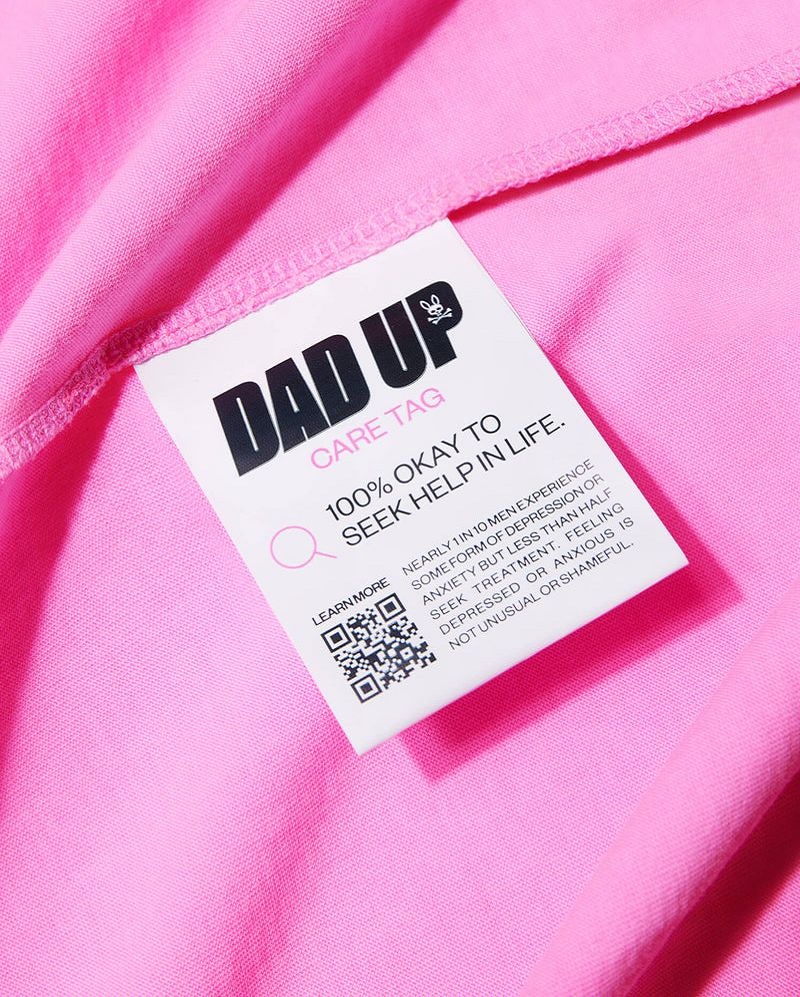 DAD UP
CARE TAG
100% OKAY TO
SEEK HELP IN LIFE.
NEARLY 1 IN 10 MEN EXPERIENCE
SOME FORM OF DEPRESSION OR
ANXIETY BUT LESS THAN HALF
SEEK TREATMENT. FEELING
DEPRESSED OR ANXIOUS IS
NOT UNUSUAL OR SHAMEFUL.
LEARN MORE